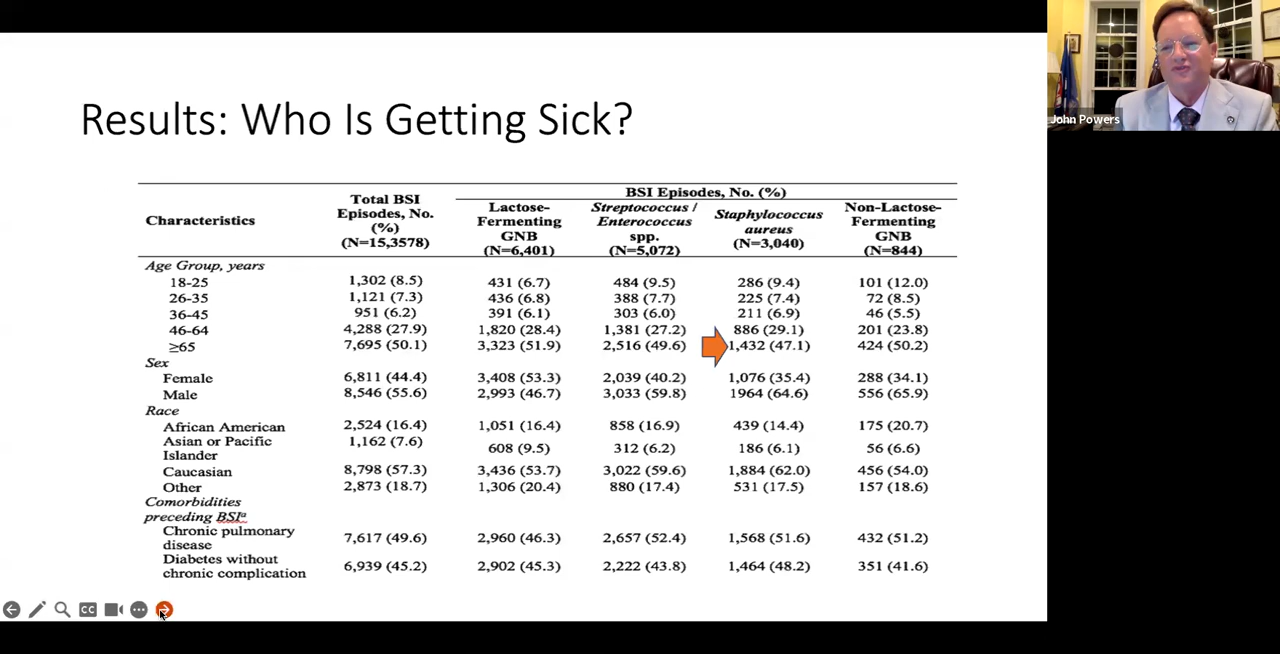 John Powers
Results: Who Is Getting Sick?
BSI Episodes, No. (%)
Characteristics
Total BSI
Episodes, No.
(%)
(N=15,3578)
Lactose-
Fermenting
GNB
(N=6,401)
Streptococcus /
Enterococcus
spp.
(N=5,072)
Staphylococcus
aureus
(N=3,040)
Non-Lactose-
Fermenting
GNB
(N=844)
Age Group, years
18-25 1,302 (8.5) 431 (6.7) 484 (9.5) 286 (9.4) 101 (12.0)
26-35 1,121 (7.3) 436 (6.8) 388 (7.7) 225 (7.4) 72 (8.5)
36-45 951 (6.2) 391 (6.1) 303 (6.0) 211 (6.9) 46 (5.5)
46-64 4,288 (27.9) 1,820 (28.4) 1,381 (27.2) 886 (29.1) 201 (23.8)
≥65 7,695 (50.1) 3,323 (51.9) 2,516 (49.6) 1,432 (47.1) 424 (50.2)
Sex
Female 6,811 (44.4) 3,408 (53.3) 2,039 (40.2) 1,076 (35.4) 288 (34.1)
Male 8,546 (55.6) 2,993 (46.7) 3,033 (59.8) 1964 (64.6) 556 (65.9)
Race
African American 2,524 (16.4) 1,051 (16.4) 858 (16.9) 439 (14.4) 175 (20.7)
Asian or Pacific 1,162 (7.6)
Islander 608 (9.5) 312 (6.2) 186 (6.1) 56 (6.6)
Caucasian 8,798 (57.3) 3,436 (53.7) 3,022 (59.6) 1,884 (62.0) 456 (54.0)
Other 2,873 (18.7) 1,306 (20.4) 880 (17.4) 531 (17.5) 157 (18.6)
Comorbidities
preceding BSIᵃ
Chronic pulmonary
disease 7,617 (49.6) 2,960 (46.3) 2,657 (52.4) 1,568 (51.6) 432 (51.2)
Diabetes without
chronic complication 6,939 (45.2) 2,902 (45.3) 2,222 (43.8) 1,464 (48.2) 351 (41.6)
CC